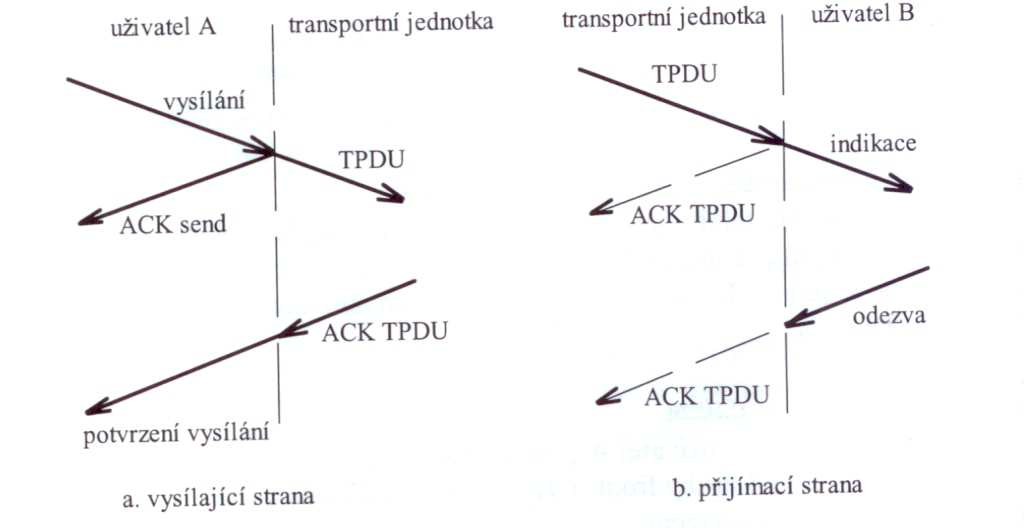 uživatel A
transportní jednotka
vysílání
TPDU
ACK send
ACK TPDU
potvrzení vysílání
a. vysílající strana
transportní jednotka
uživatel B
TPDU
indikace
ACK TPDU
odezva
ACK TPDU
b. přijímací strana